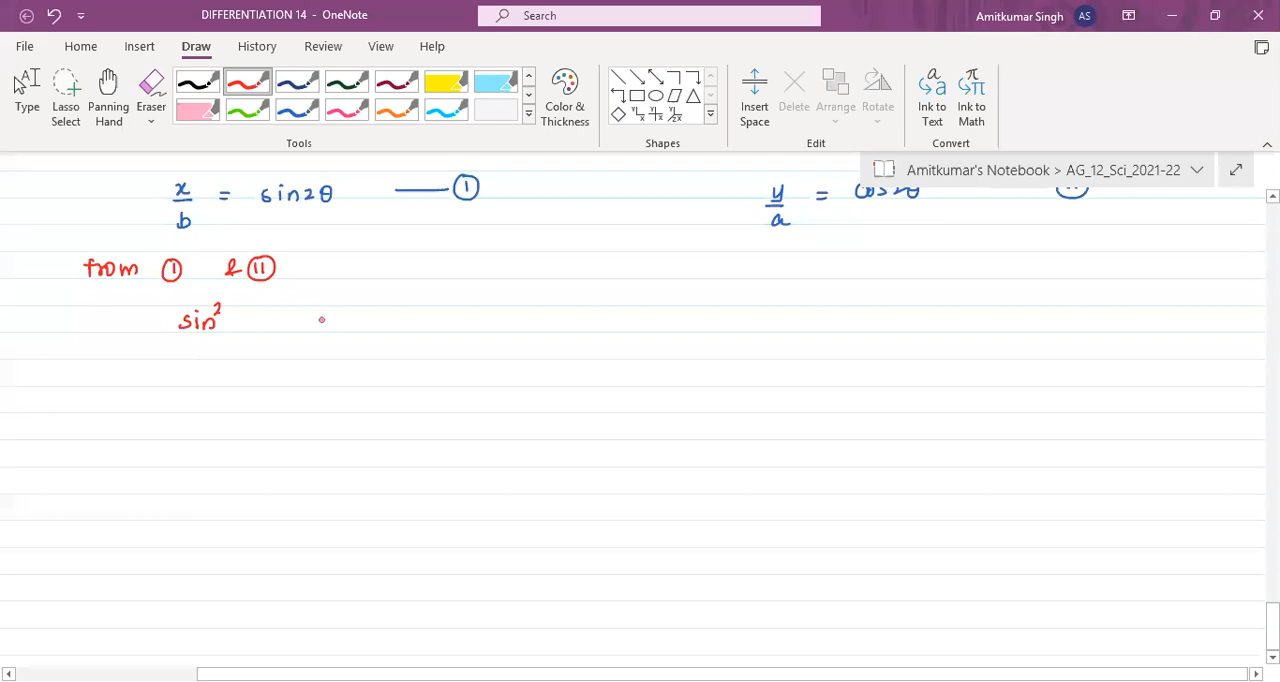 DIFFERENTIATION 14 - OneNote
Search
Amitkumar Singh AS
File Home Insert Draw History Review View Help
Type
Lasso Select
Panning Hand
Eraser
Color & Thickness
Insert Space
Delete
Arrange
Rotate
Ink to Text
Ink to Math
Tools
Shapes
Edit
Convert
Amitkumar's Notebook > AG_12_Sci_2021-22
x/b = sin2θ —— I
y/a = cos2θ
from I & II
sin²